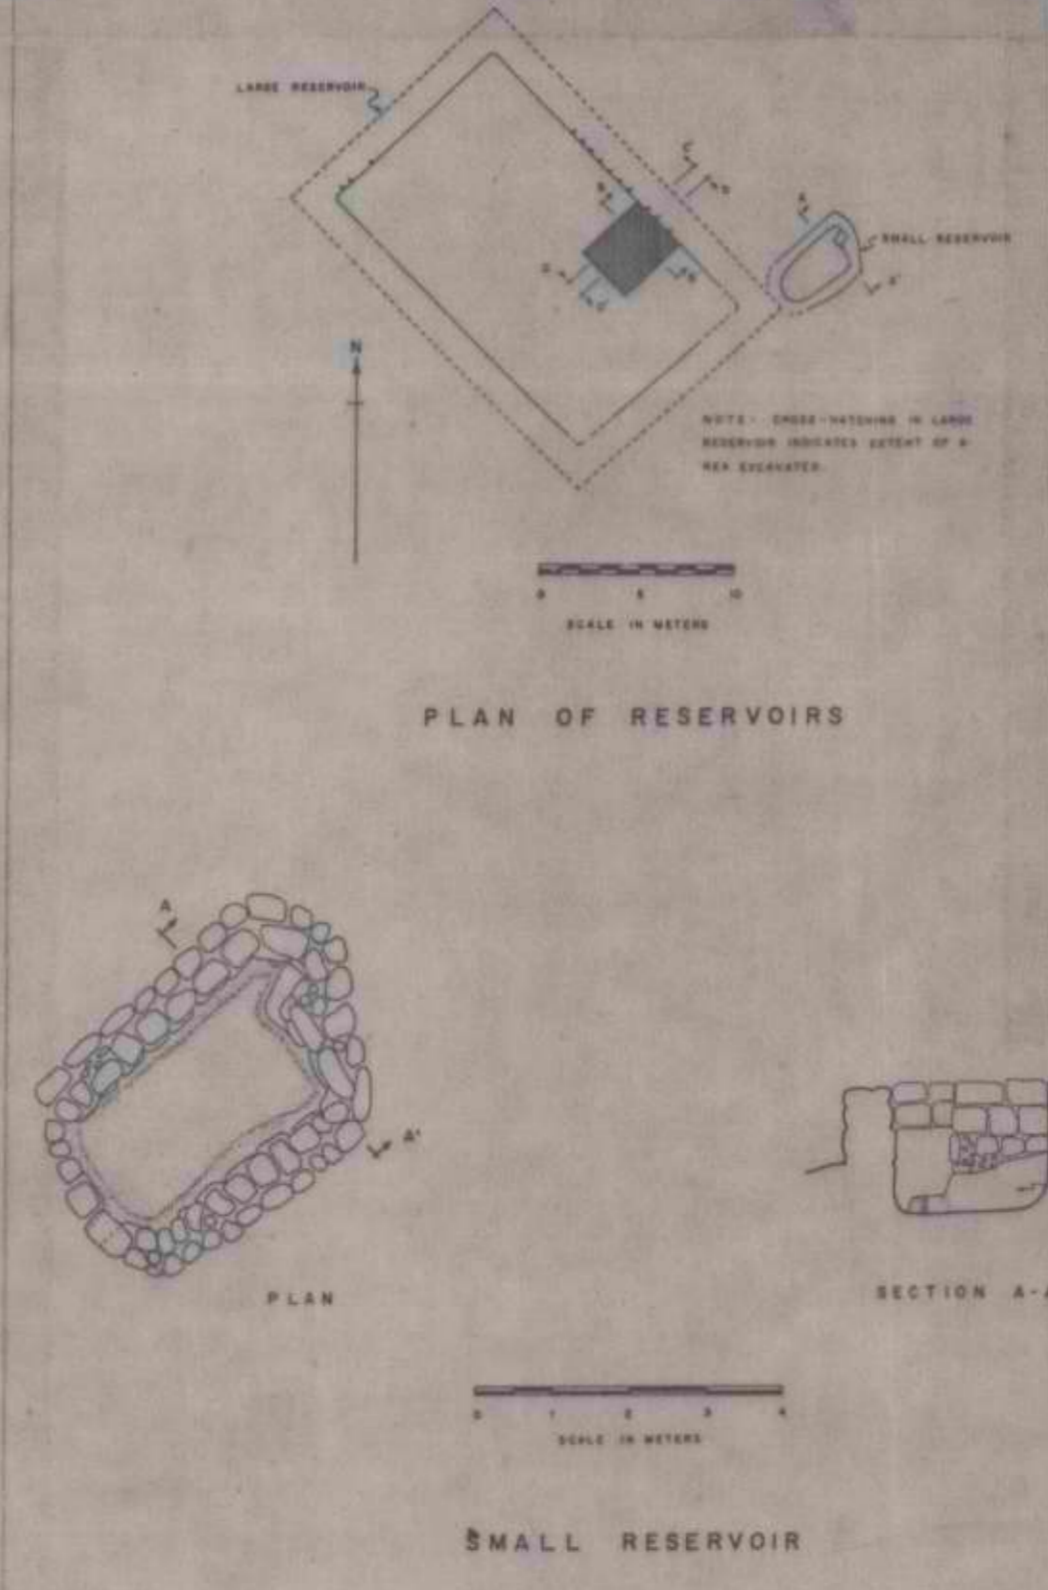 LARGE RESERVOIR
C'
D
B
A
SMALL RESERVOIR
A'
D
C
N
NOTE - CROSS-HATCHING IN LARGE
RESERVOIR INDICATES EXTENT OF A-
REA EXCAVATED.
0 5 10
SCALE IN METERS
PLAN OF RESERVOIRS
A
A'
PLAN
SECTION A-
0 1 2 3 4
SCALE IN METERS
SMALL RESERVOIR